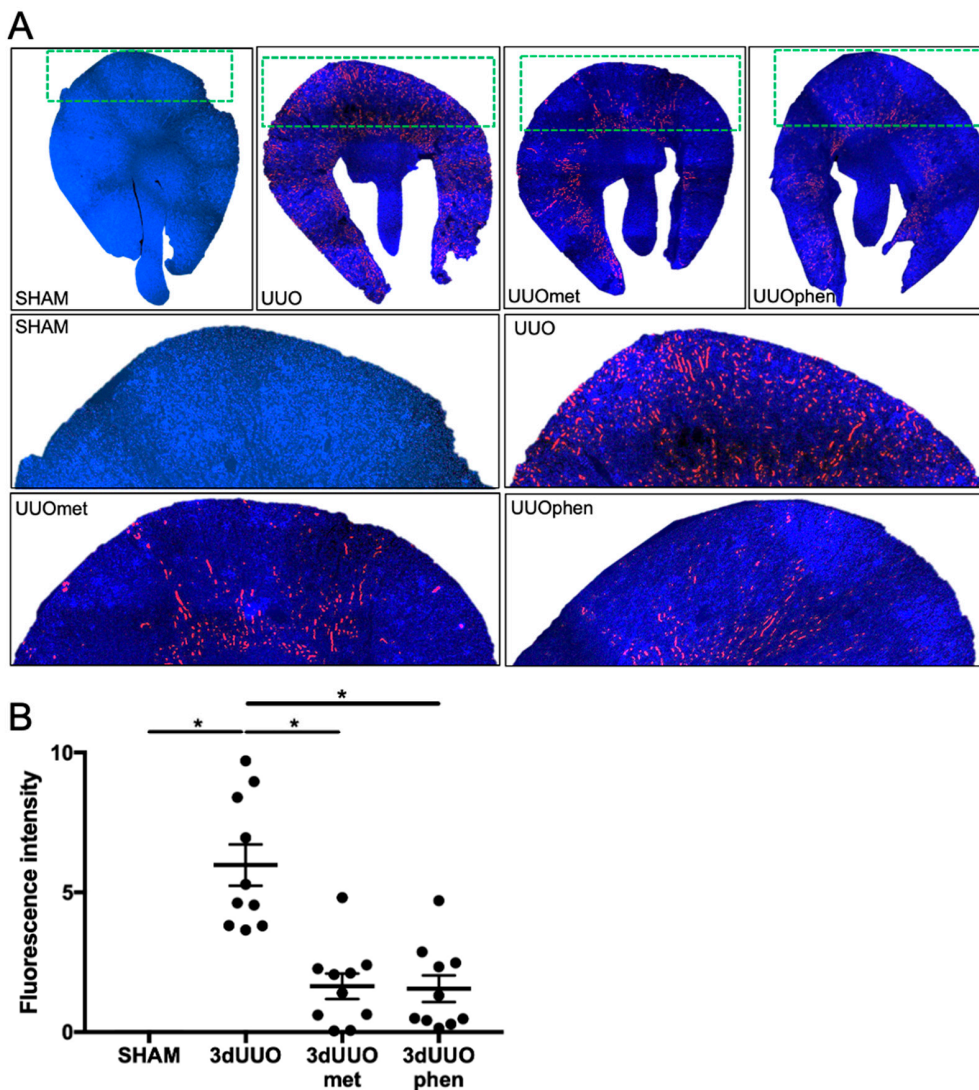 A
SHAM
UUO
UUOmet
UUOphen
SHAM
UUO
UUOmet
UUOphen
B
*
*
*
Fluorescence intensity
10
5
0
SHAM
3dUUO
3dUUO
met
3dUUO
phen